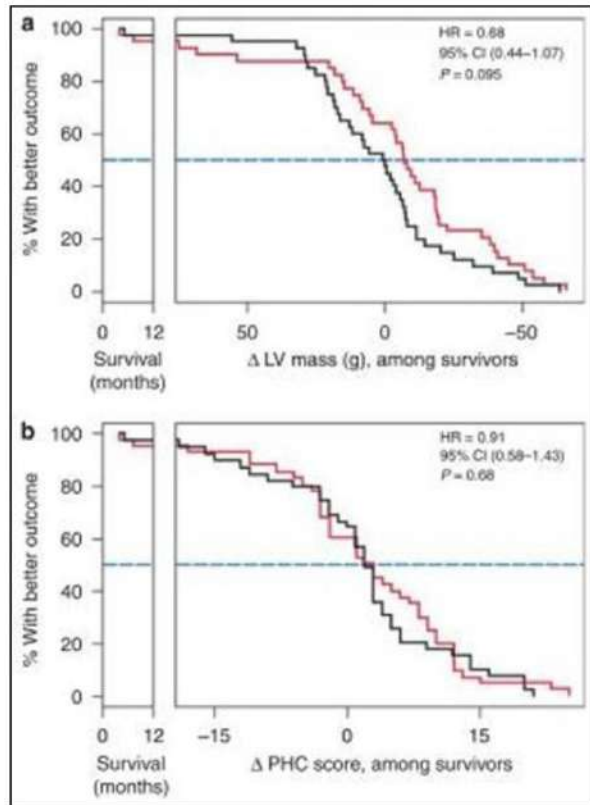 a
HR = 0.68
95% CI (0.44–1.07)
P = 0.095
% With better outcome
100
80
60
40
20
0
0 12
50 0 −50
Survival
(months)
Δ LV mass (g), among survivors
b
HR = 0.91
95% CI (0.58–1.43)
P = 0.68
% With better outcome
100
80
60
40
20
0
0 12
−15 0 15
Survival
(months)
Δ PHC score, among survivors